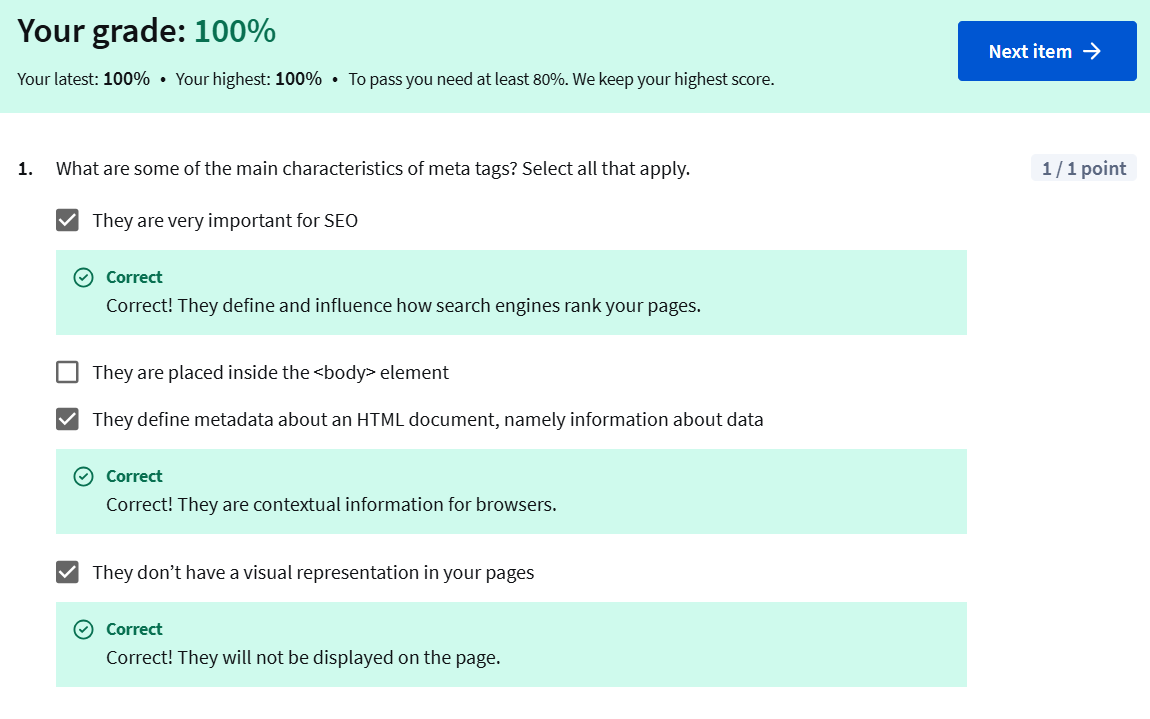 Your grade: 100%
Next item →
Your latest: 100% • Your highest: 100% • To pass you need at least 80%. We keep your highest score.
1. What are some of the main characteristics of meta tags? Select all that apply.
1 / 1 point
They are very important for SEO
Correct
Correct! They define and influence how search engines rank your pages.
They are placed inside the <body> element
They define metadata about an HTML document, namely information about data
Correct
Correct! They are contextual information for browsers.
They don’t have a visual representation in your pages
Correct
Correct! They will not be displayed on the page.